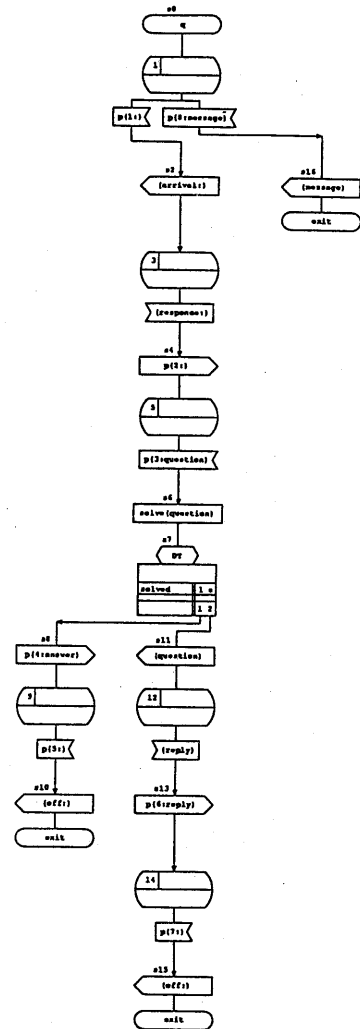 s0
q
1
p(1:) p(8:message)
s2 s16
(arrival:) (message)
exit
3
(response:)
s4
p(2:)
5
p(3:question)
s6
solve(question)
s7
DT
solved 1 e
1 2
s8 s11
p(4:answer) (question)
9 12
p(5:) (reply)
s10 s13
(off:) p(6:reply)
exit
14
p(7:)
s15
(off:)
exit